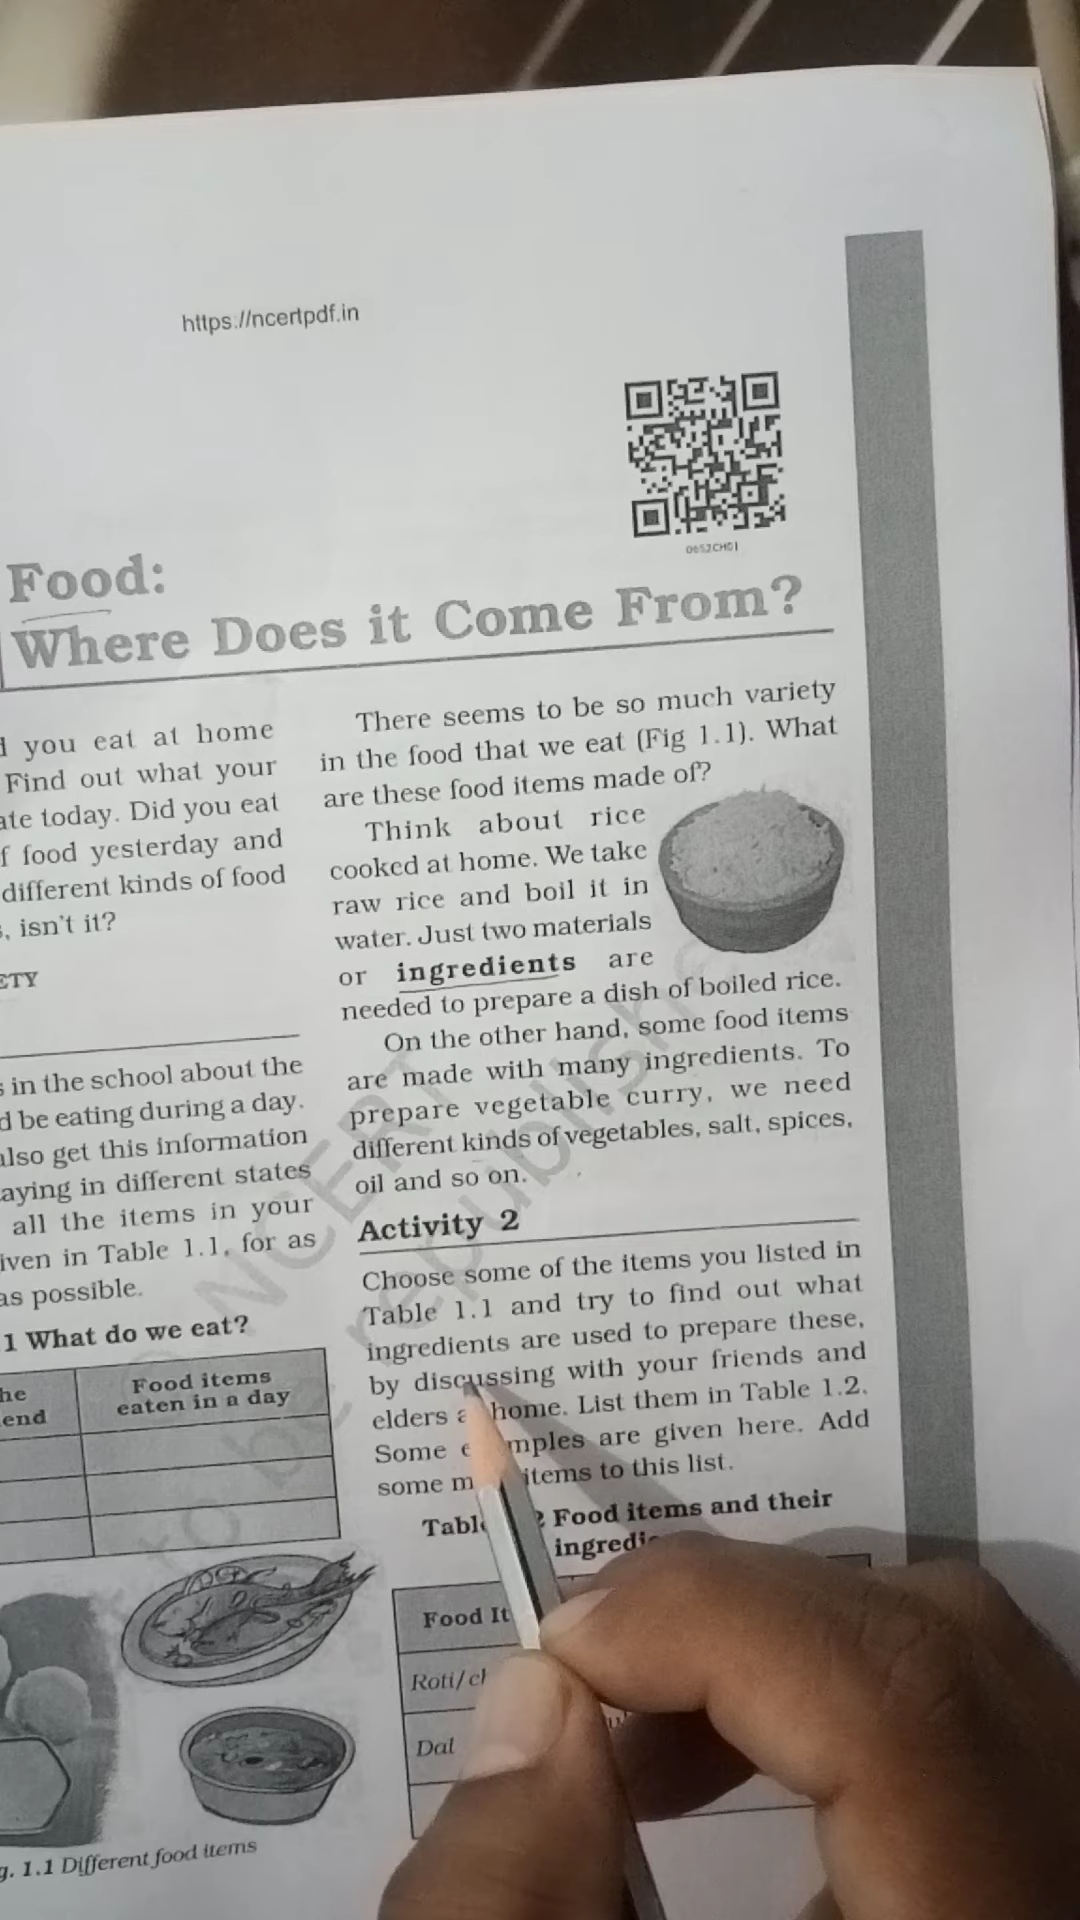 https://ncertpdf.in
0652CH01
Food:
Where Does it Come From?
you eat at home
Find out what your
ate today. Did you eat
food yesterday and
different kinds of food
isn't it?
in the school about the
be eating during a day.
also get this information
in different states
all the items in your
in Table 1.1, for as
as possible.
1 What do we eat?
Food items
eaten in a day
g. 1.1 Different food items
There seems to be so much variety
in the food that we eat (Fig 1.1). What
are these food items made of?
Think about rice
cooked at home. We take
raw rice and boil it in
water. Just two materials
or ingredients are
needed to prepare a dish of boiled rice.
On the other hand, some food items
are made with many ingredients. To
prepare vegetable curry, we need
different kinds of vegetables, salt, spices,
oil and so on.
Activity 2
Choose some of the items you listed in
Table 1.1 and try to find out what
ingredients are used to prepare these,
by discussing with your friends and
elders home. List them in Table 1.2.
Some are given here. Add
some items to this list.
Food items and their
Food
Roti/
Dal
NCERT
be republish